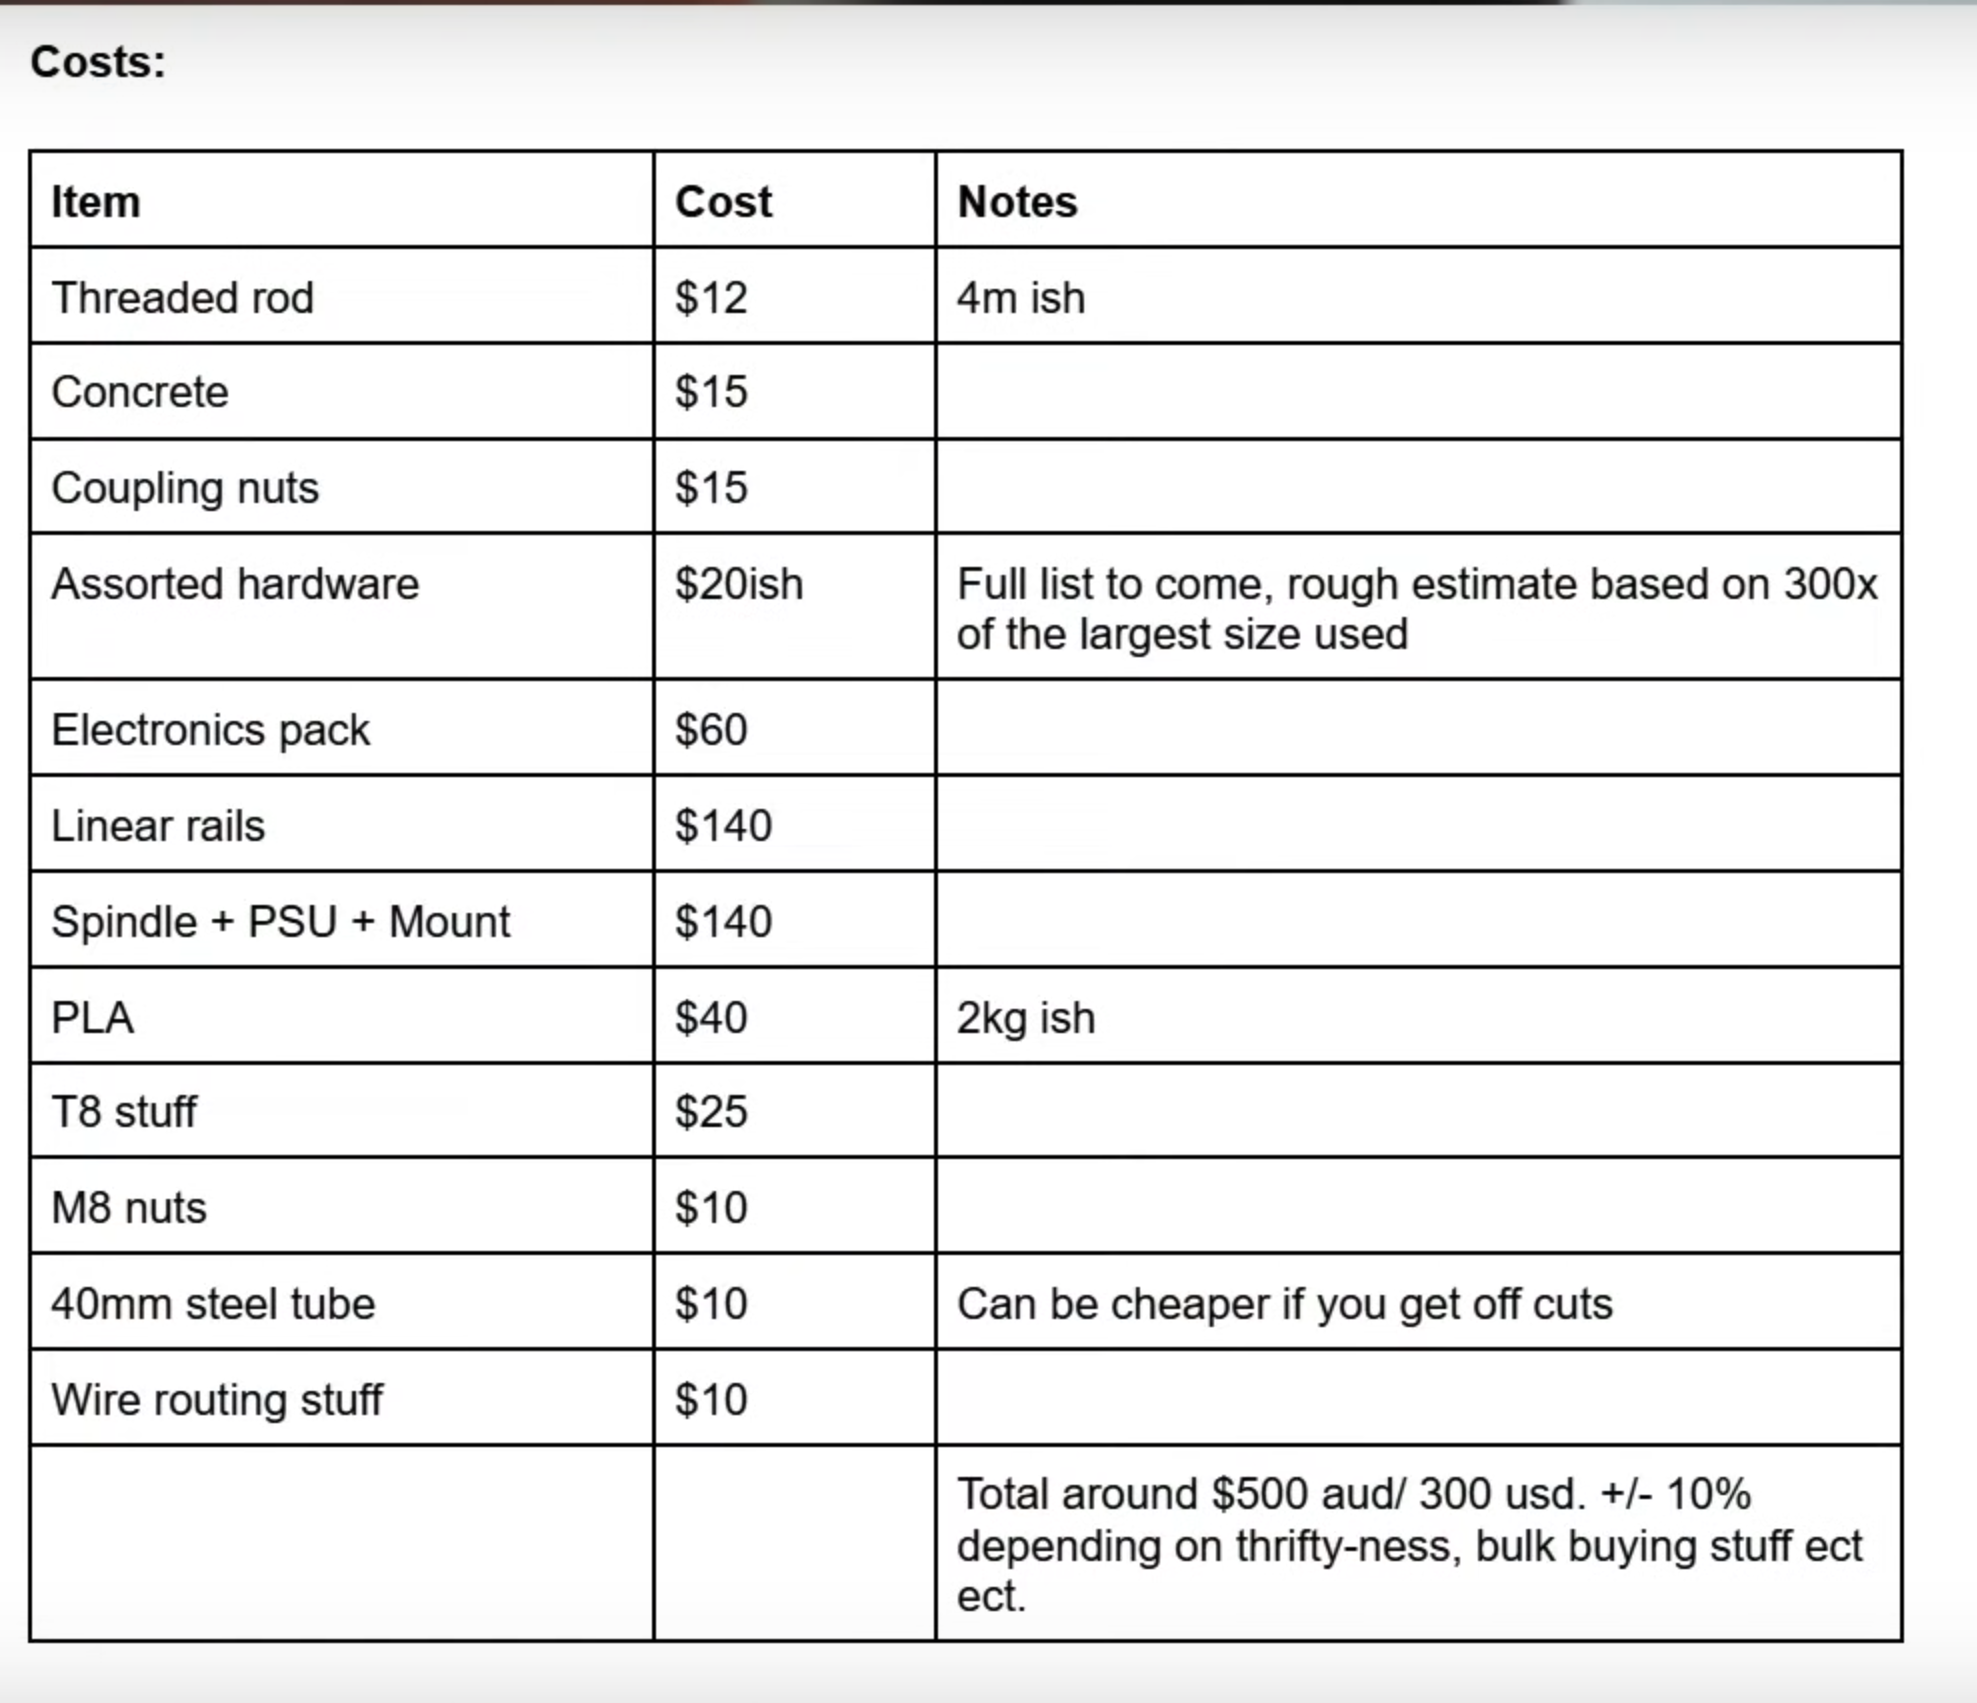 Costs:
Item Cost Notes
Threaded rod $12 4m ish
Concrete $15
Coupling nuts $15
Assorted hardware $20ish Full list to come, rough estimate based on 300x
of the largest size used
Electronics pack $60
Linear rails $140
Spindle + PSU + Mount $140
PLA $40 2kg ish
T8 stuff $25
M8 nuts $10
40mm steel tube $10 Can be cheaper if you get off cuts
Wire routing stuff $10
Total around $500 aud/ 300 usd. +/- 10%
depending on thrifty-ness, bulk buying stuff ect
ect.